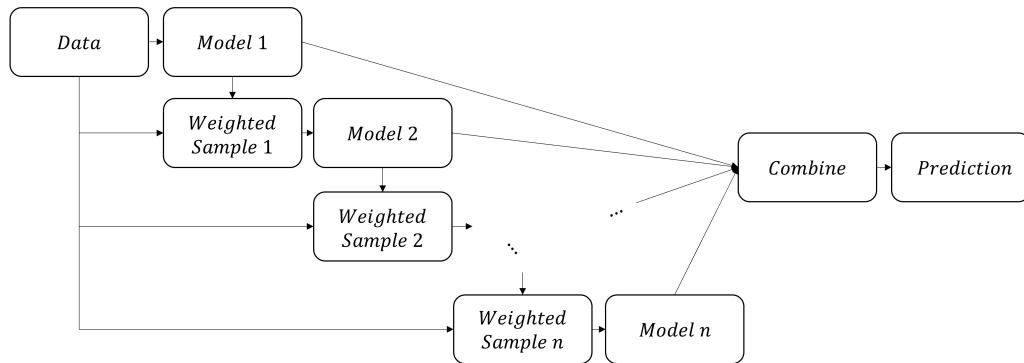 Data
Model 1
Weighted
Sample 1
Model 2
Weighted
Sample 2
...
...
Combine
Prediction
Weighted
Sample n
Model n